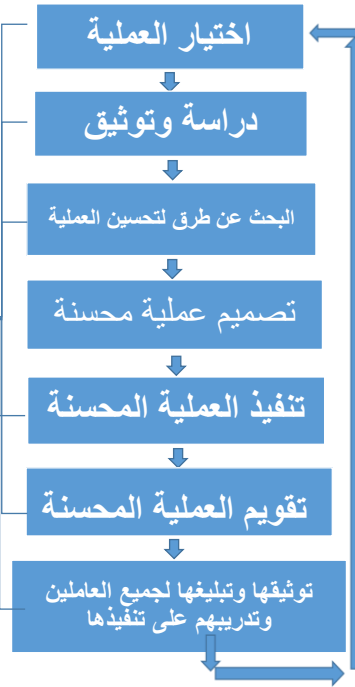 اختيار العملية
دراسة وتوثيق
البحث عن طرق لتحسين العملية
تصميم عملية محسنة
تنفيذ العملية المحسنة
تقويم العملية المحسنة
توثيقها وتبليغها لجميع العاملين
وتدريبهم على تنفيذها